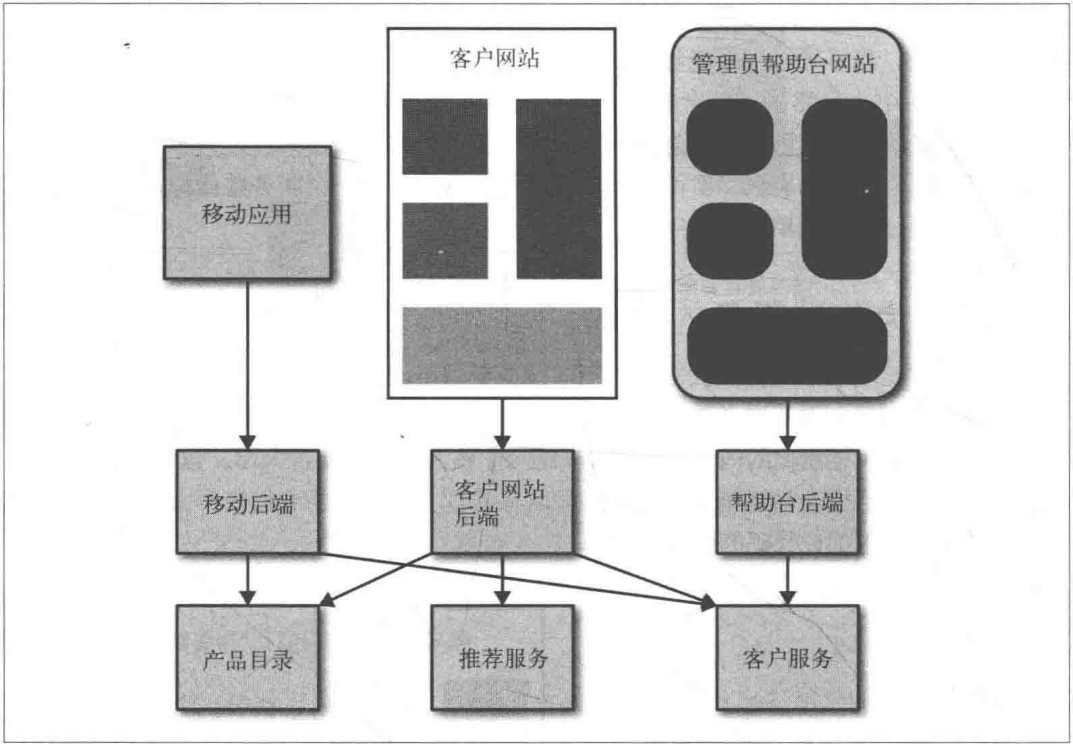 客户网站
管理员帮助台网站
移动应用
移动后端
客户网站
后端
帮助台后端
产品目录
推荐服务
客户服务